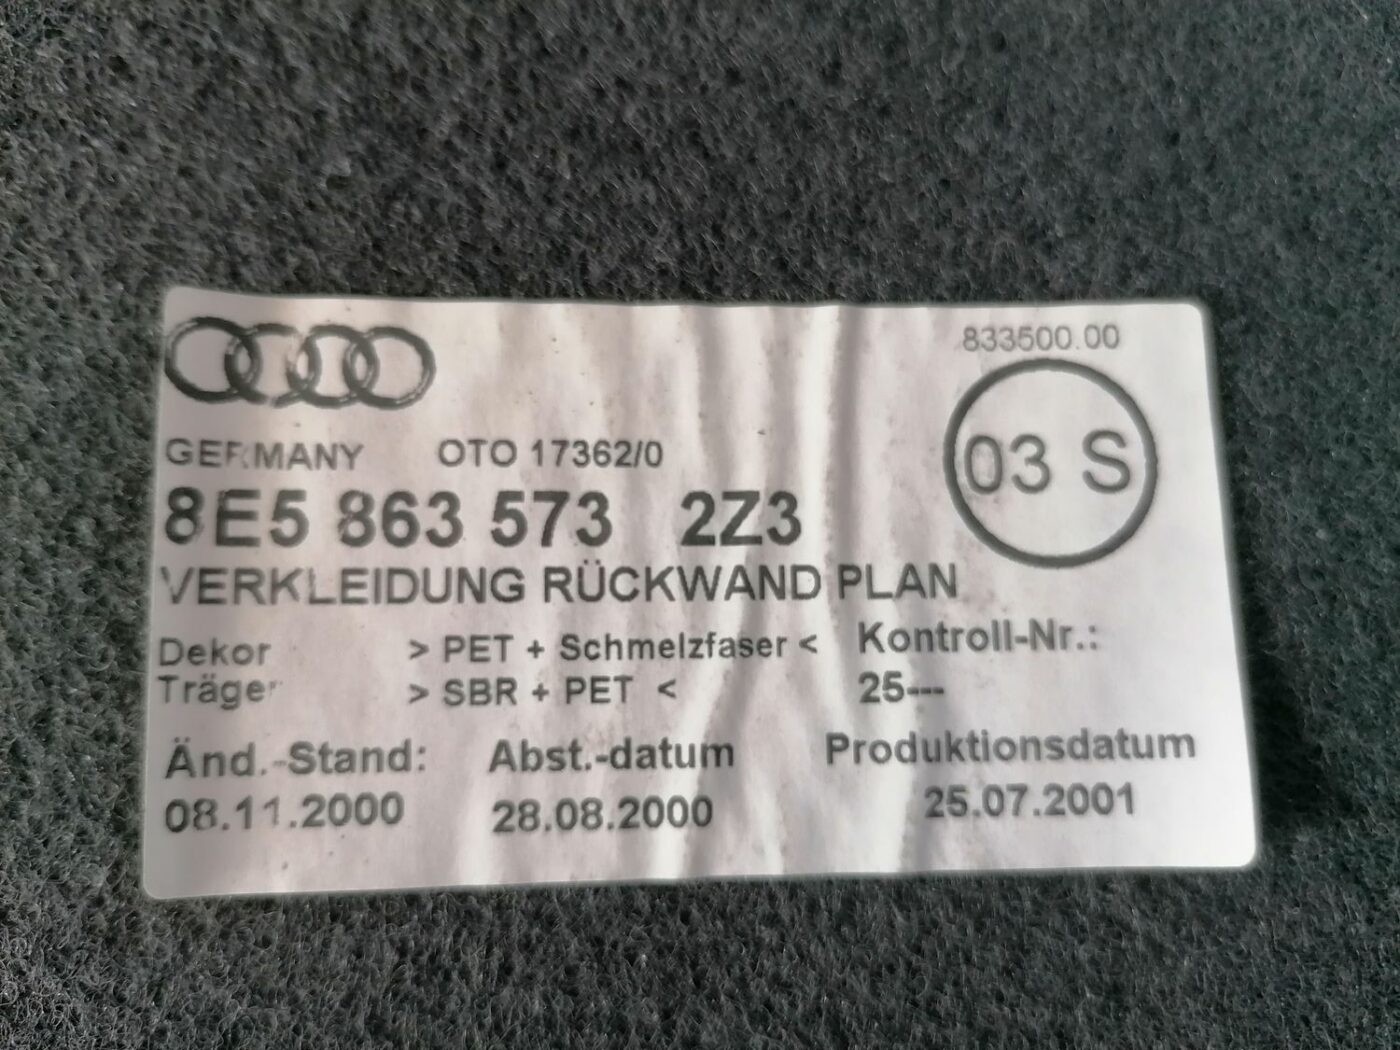 833500.00
03 S
GERMANY OTO 17362/0
8E5 863 573 2Z3
VERKLEIDUNG RÜCKWAND PLAN
Dekor > PET + Schmelzfaser < Kontroll-Nr.:
Träger > SBR + PET < 25---
Änd.-Stand: Abst.-datum Produktionsdatum
08.11.2000 28.08.2000 25.07.2001